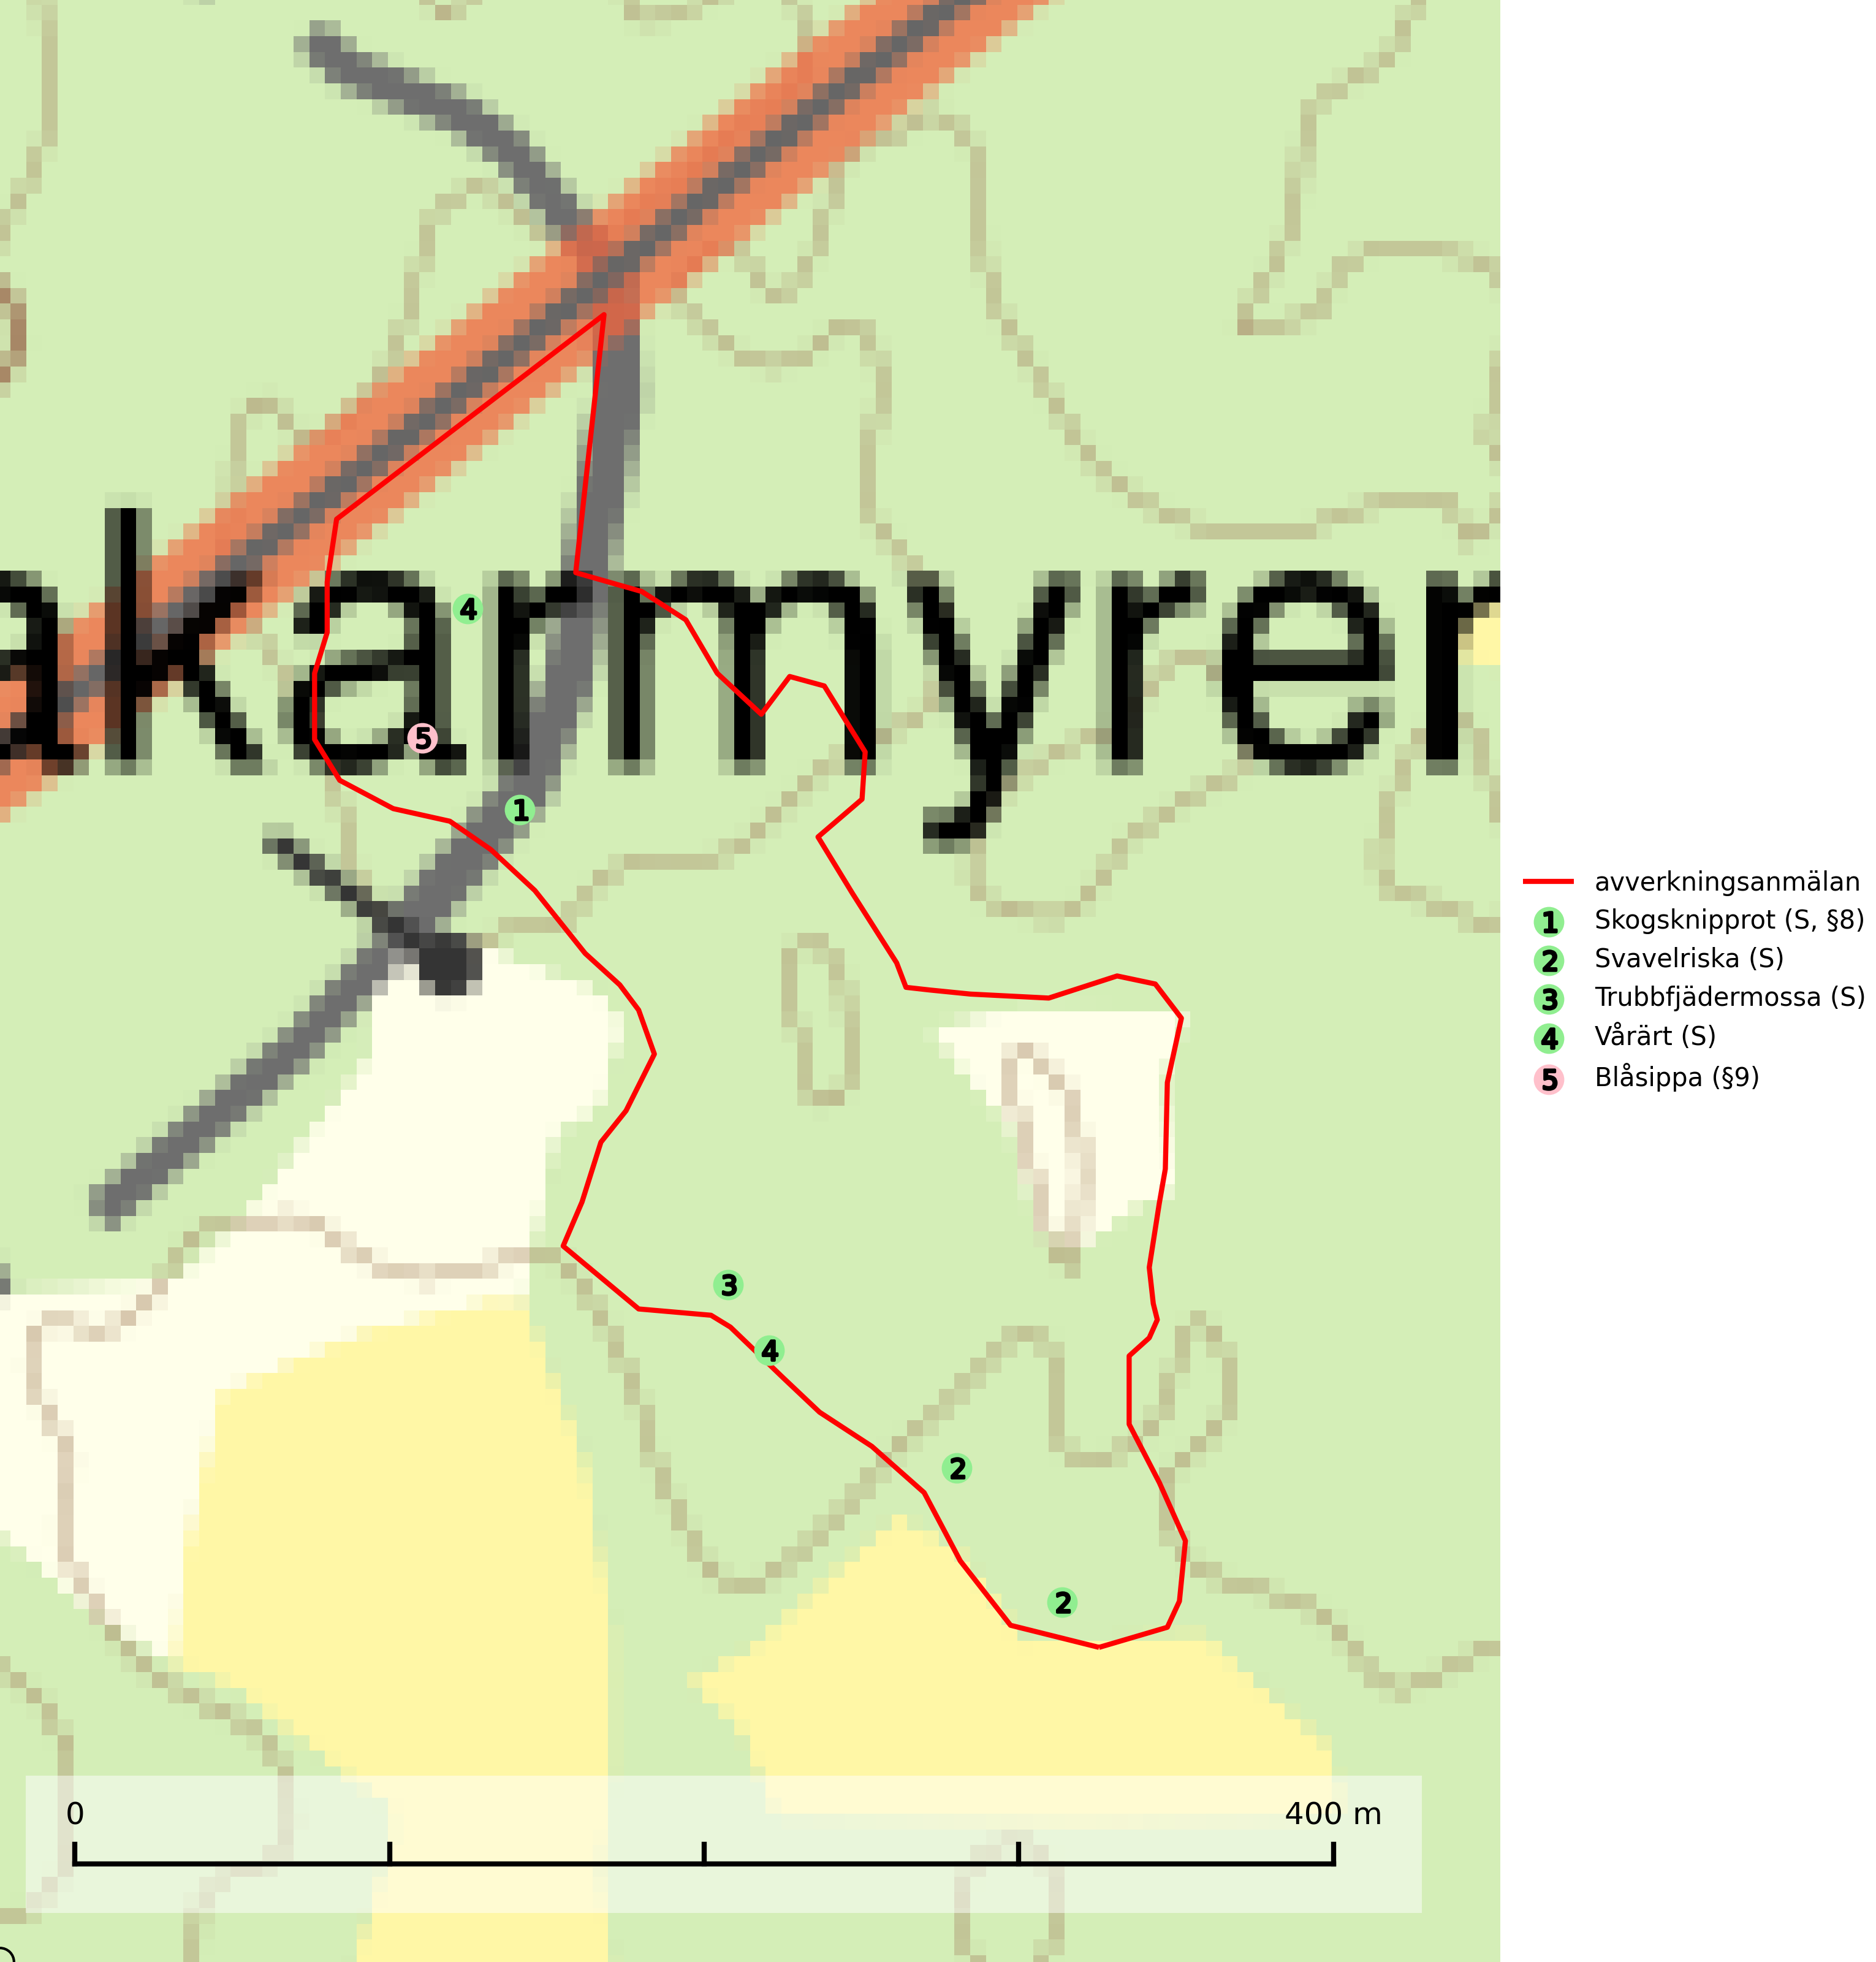 akarmyrer
4
5
1
3
4
2
2
0 400 m
avverkningsanmälan
1 Skogsknipprot (S, §8)
2 Svavelriska (S)
3 Trubbfjädermossa (S)
4 Vårärt (S)
5 Blåsippa (§9)